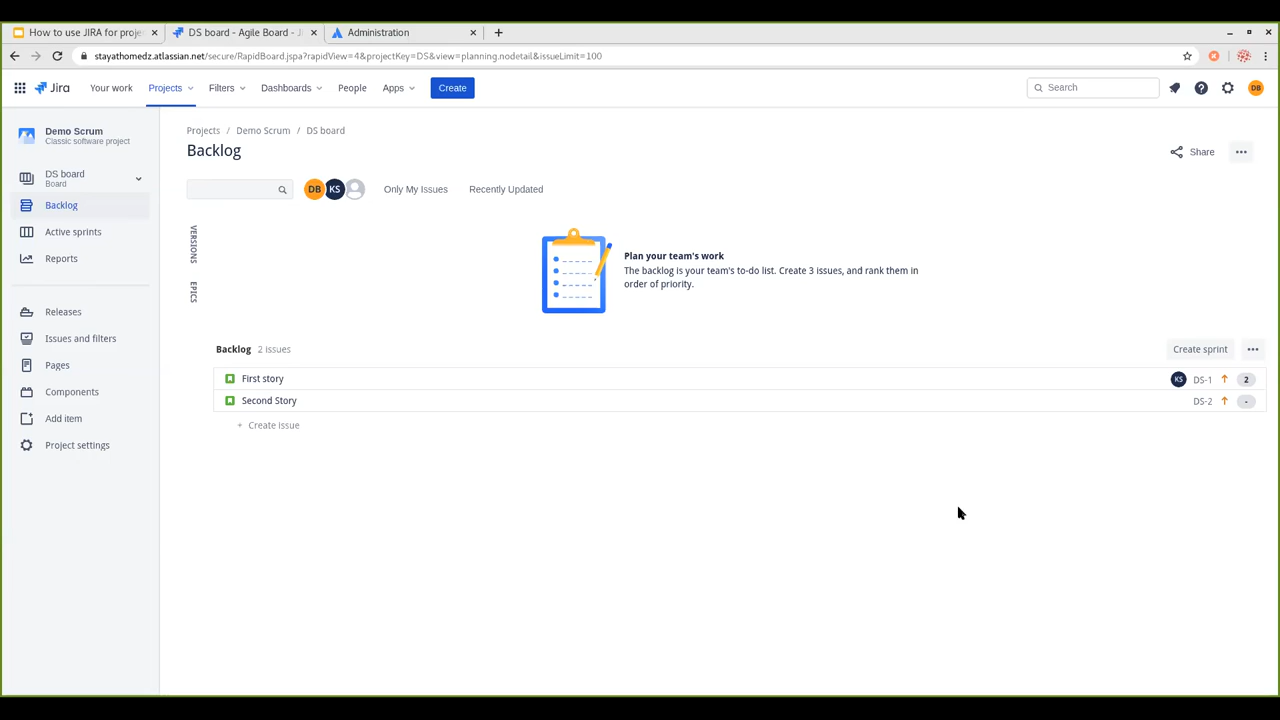 How to use JIRA for proje
DS board - Agile Board - Ji
Administration
stayathomedz.atlassian.net/secure/RapidBoard.jspa?rapidView=4&projectKey=DS&view=planning.nodetail&issueLimit=100
Jira
Your work
Projects
Filters
Dashboards
People
Apps
Create
Search
DB
Demo Scrum
Classic software project
DS board
Board
Backlog
Active sprints
Reports
Releases
Issues and filters
Pages
Components
Add item
Project settings
Projects / Demo Scrum / DS board
Backlog
Share
DB KS
Only My Issues
Recently Updated
VERSIONS
EPICS
Plan your team's work
The backlog is your team's to-do list. Create 3 issues, and rank them in
order of priority.
Backlog 2 issues
Create sprint
First story KS DS-1 2
Second Story DS-2 -
+ Create issue